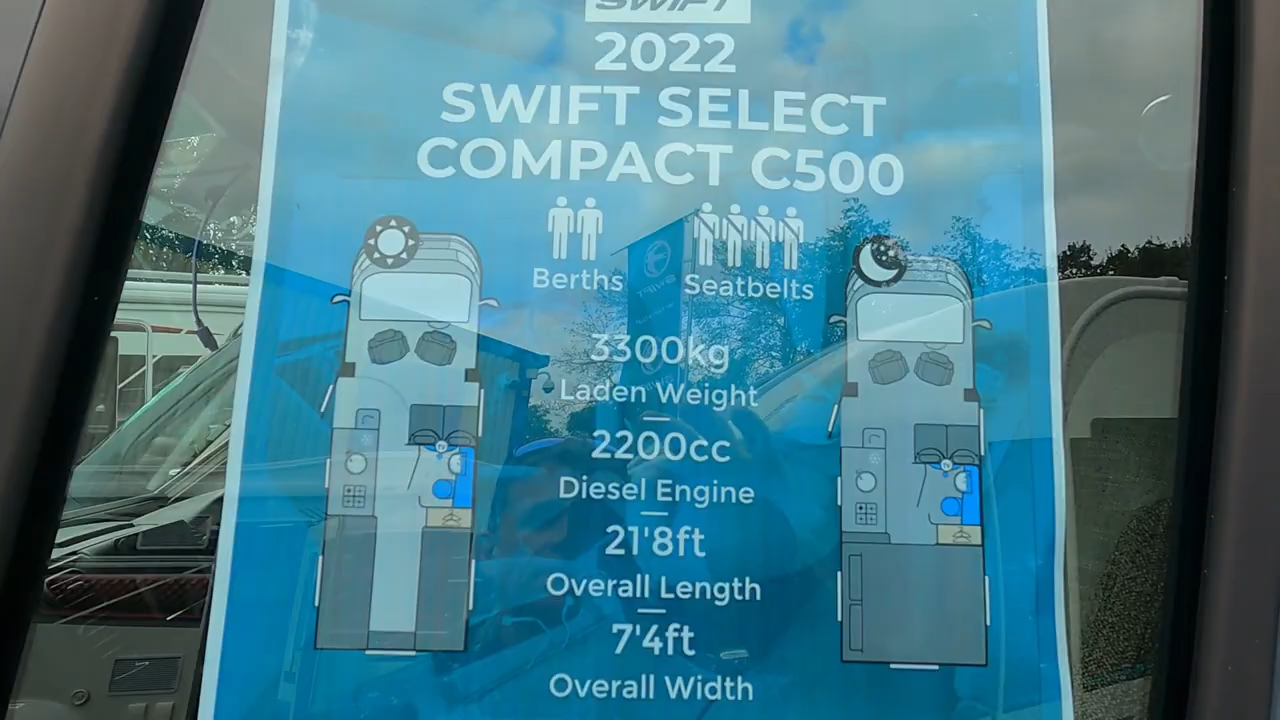 SWIFT
2022
SWIFT SELECT
COMPACT C500
Berths
Seatbelts
3300kg
Laden Weight
2200cc
Diesel Engine
21'8ft
Overall Length
7'4ft
Overall Width